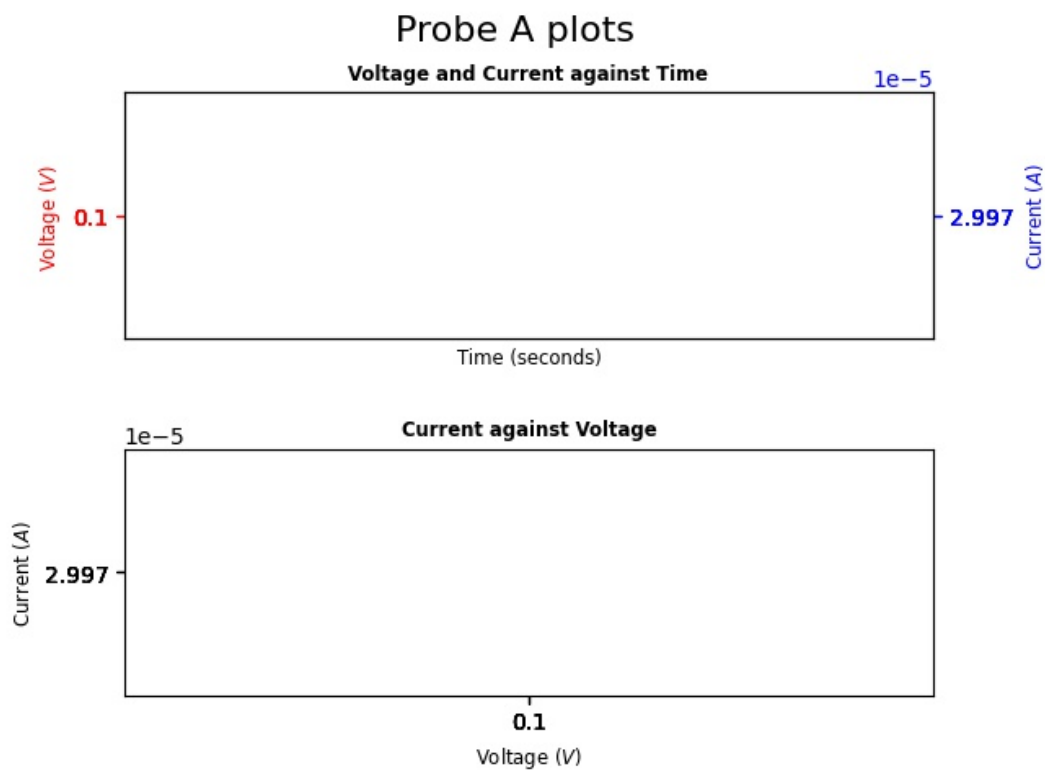 Probe A plots
Voltage and Current against Time
1e−5
Voltage (V)
0.1
2.997
Current (A)
Time (seconds)
Current against Voltage
1e−5
Current (A)
2.997
0.1
Voltage (V)